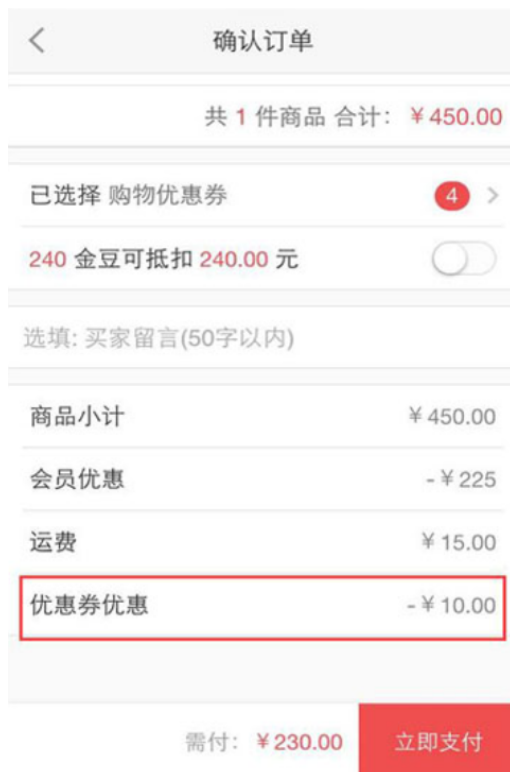 确认订单
共 1 件商品 合计: ￥450.00
已选择 购物优惠券 4
240 金豆可抵扣 240.00 元
选填: 买家留言(50字以内)
商品小计 ￥450.00
会员优惠 -￥225
运费 ￥15.00
优惠券优惠 -￥10.00
需付: ￥230.00 立即支付